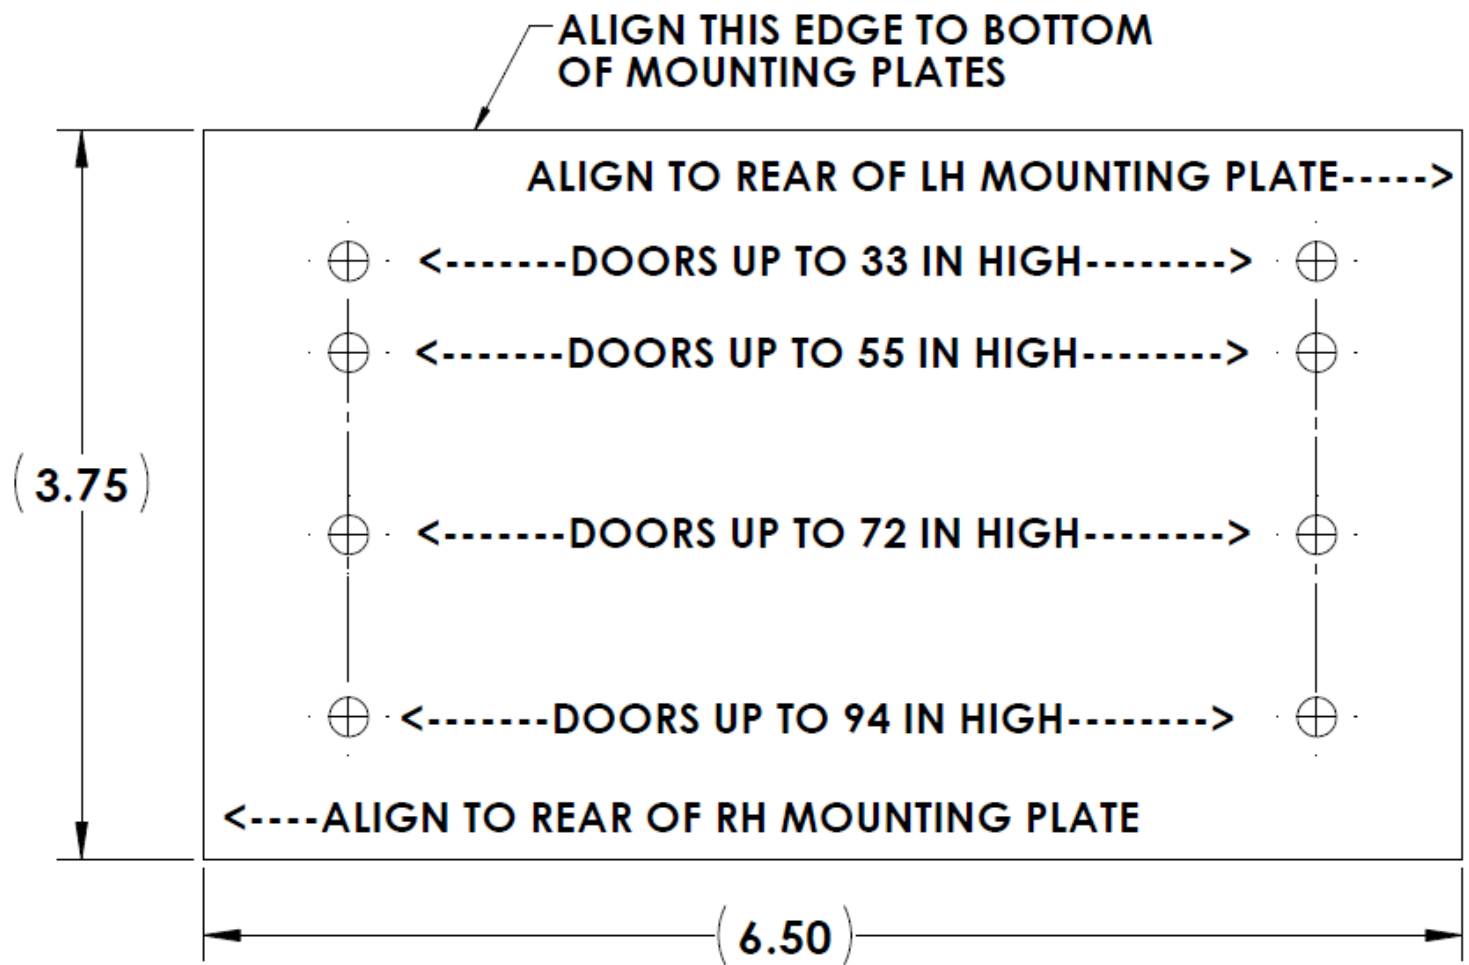 ALIGN THIS EDGE TO BOTTOM
OF MOUNTING PLATES
ALIGN TO REAR OF LH MOUNTING PLATE----->
<-------DOORS UP TO 33 IN HIGH-------->
<-------DOORS UP TO 55 IN HIGH-------->
(3.75)
<-------DOORS UP TO 72 IN HIGH-------->
<-------DOORS UP TO 94 IN HIGH-------->
<----ALIGN TO REAR OF RH MOUNTING PLATE
(6.50)